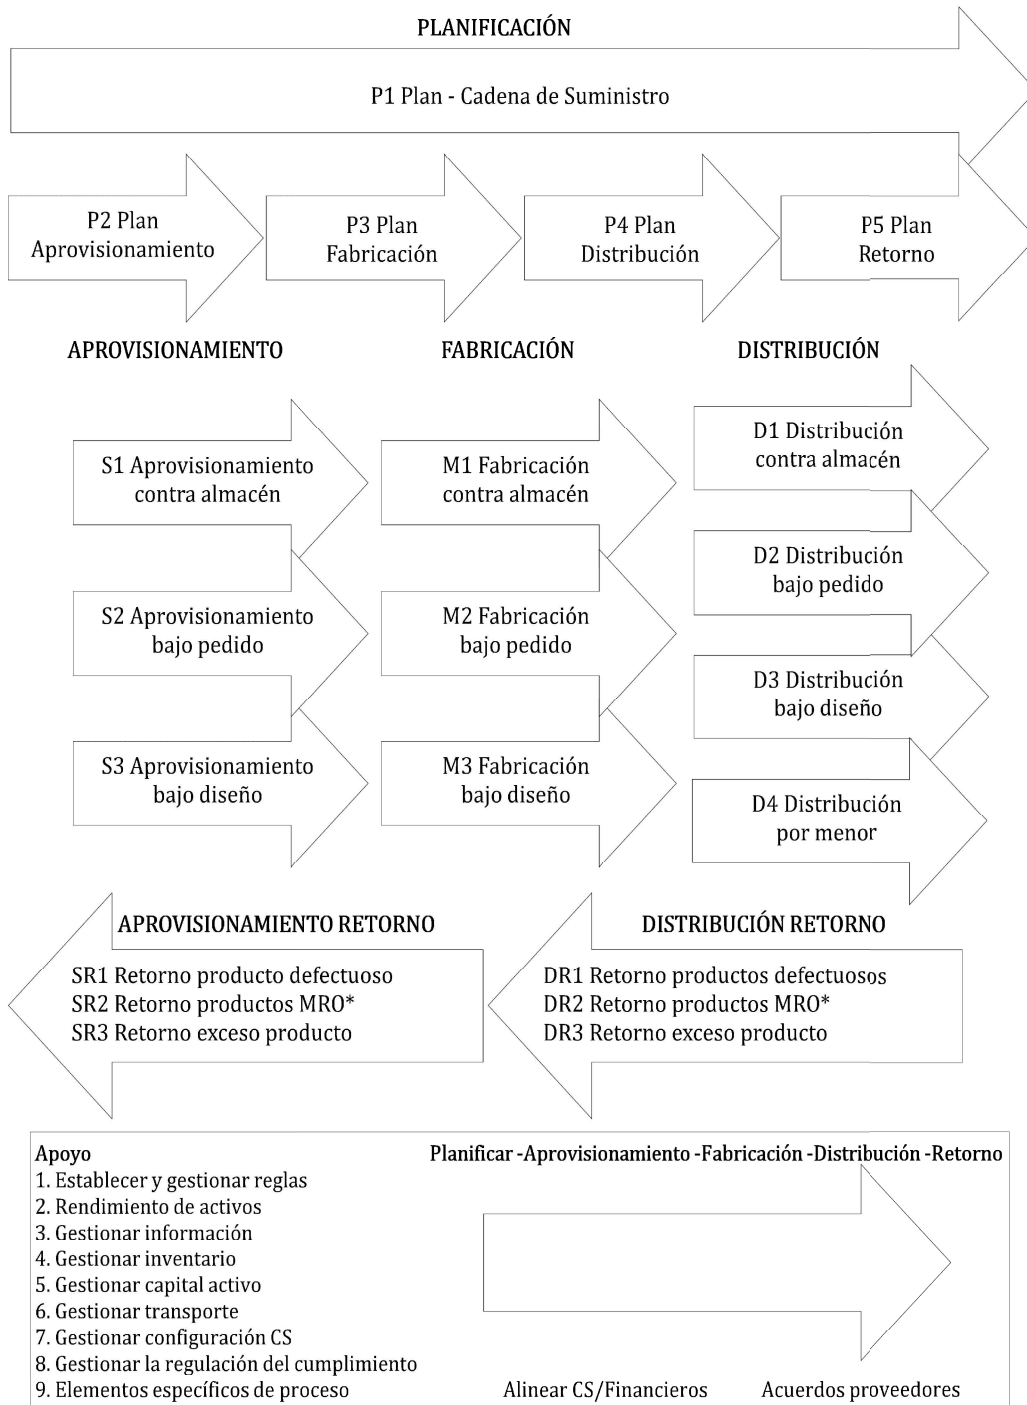 PLANIFICACIÓN
P1 Plan - Cadena de Suministro
P2 Plan
Aprovisionamiento
P3 Plan
Fabricación
P4 Plan
Distribución
P5 Plan
Retorno
APROVISIONAMIENTO
FABRICACIÓN
DISTRIBUCIÓN
S1 Aprovisionamiento
contra almacén
M1 Fabricación
contra almacén
D1 Distribución
contra almacén
S2 Aprovisionamiento
bajo pedido
M2 Fabricación
bajo pedido
D2 Distribución
bajo pedido
S3 Aprovisionamiento
bajo diseño
M3 Fabricación
bajo diseño
D3 Distribución
bajo diseño
D4 Distribución
por menor
APROVISIONAMIENTO RETORNO
SR1 Retorno producto defectuoso
SR2 Retorno productos MRO*
SR3 Retorno exceso producto
DISTRIBUCIÓN RETORNO
DR1 Retorno productos defectuosos
DR2 Retorno productos MRO*
DR3 Retorno exceso producto
Apoyo
1. Establecer y gestionar reglas
2. Rendimiento de activos
3. Gestionar información
4. Gestionar inventario
5. Gestionar capital activo
6. Gestionar transporte
7. Gestionar configuración CS
8. Gestionar la regulación del cumplimiento
9. Elementos específicos de proceso
Planificar -Aprovisionamiento -Fabricación -Distribución -Retorno
Alinear CS/Financieros
Acuerdos proveedores